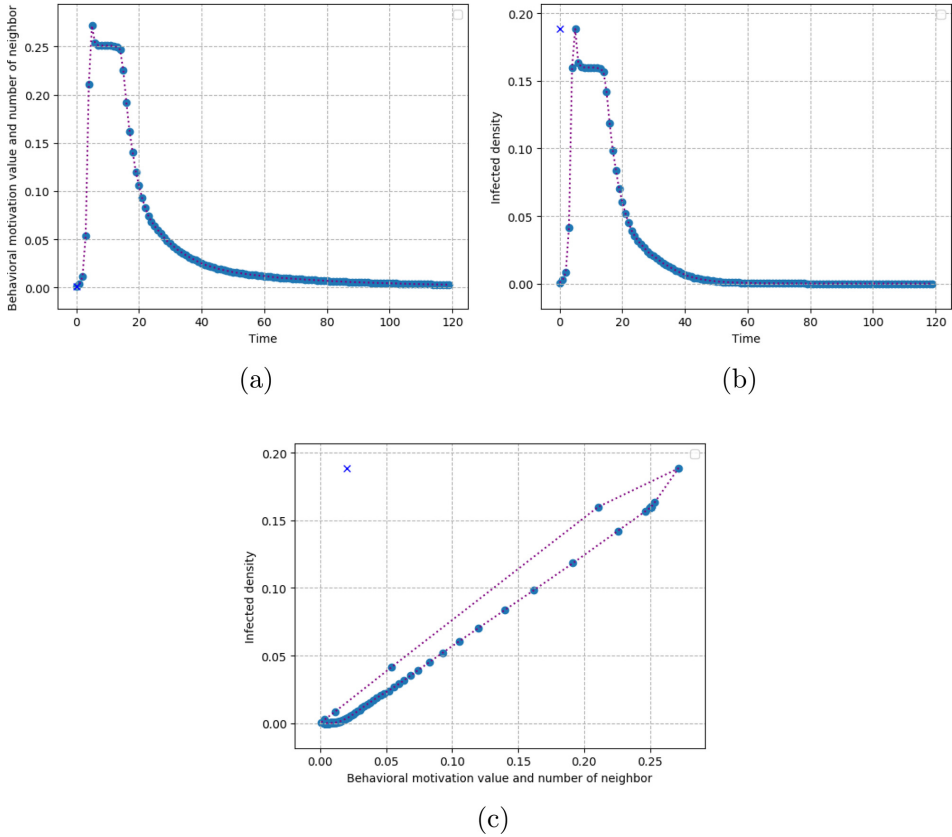 Behavioral motivation value and number of neighbor
0.25
0.20
0.15
0.10
0.05
0.00
0 20 40 60 80 100 120
Time
(a)
Infected density
0.20
0.15
0.10
0.05
0.00
0 20 40 60 80 100 120
Time
(b)
Infected density
0.20
0.15
0.10
0.05
0.00
0.00 0.05 0.10 0.15 0.20 0.25
Behavioral motivation value and number of neighbor
(c)